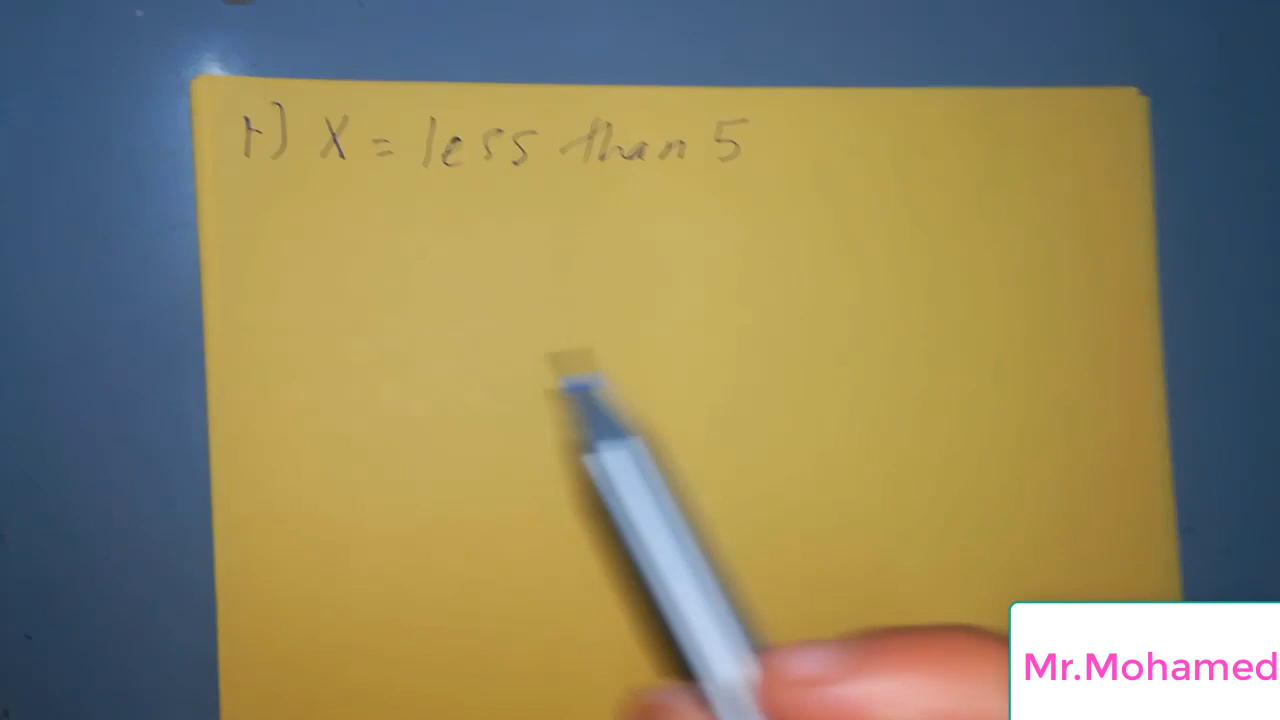 1) X = less than 5
Mr.Mohamed